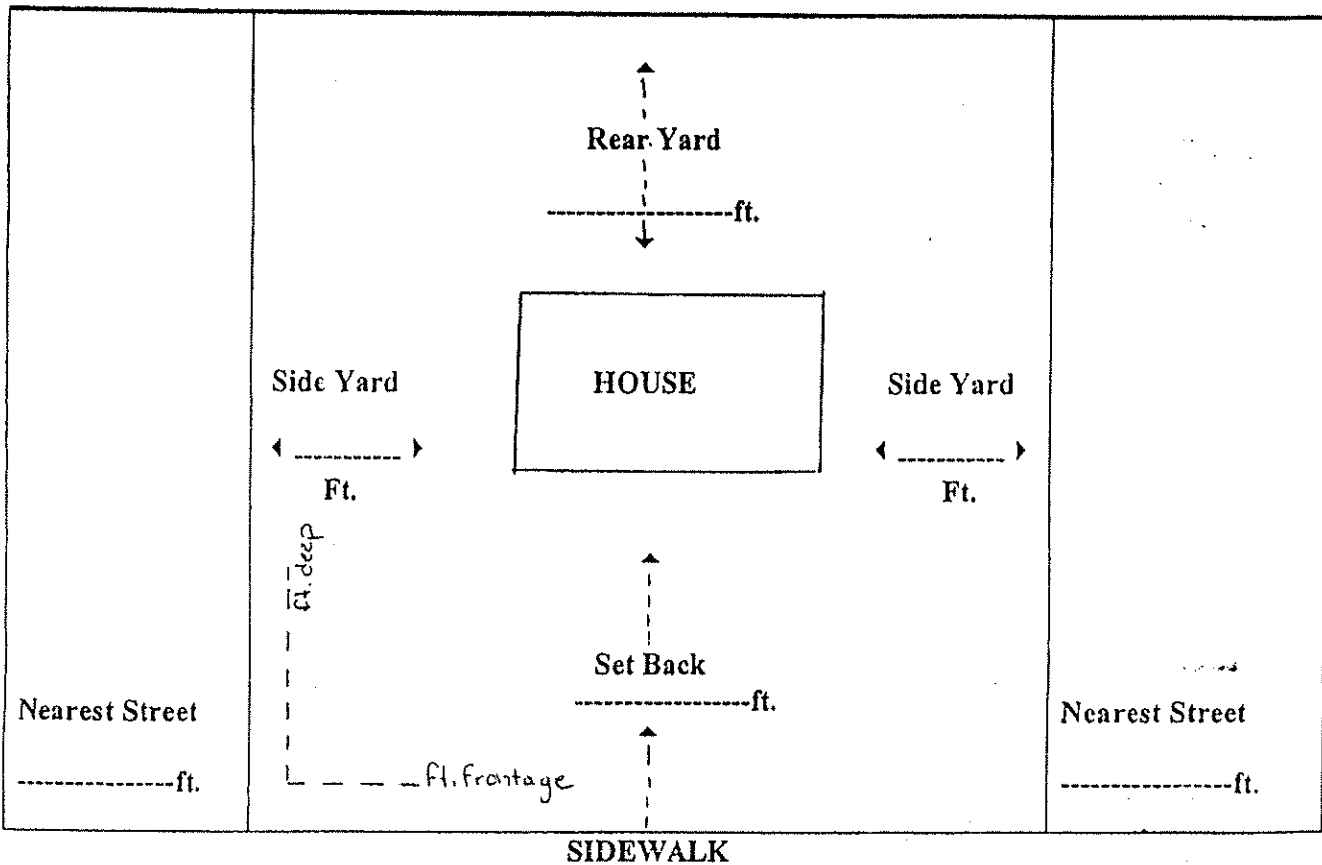 Rear Yard
-----------------ft.
HOUSE
Side Yard
-----------
Ft.
Side Yard
-----------
Ft.
ft. deep
Set Back
-----------------ft.
Nearest Street
----------------ft.
ft. frontage
Nearest Street
-----------------ft.
SIDEWALK